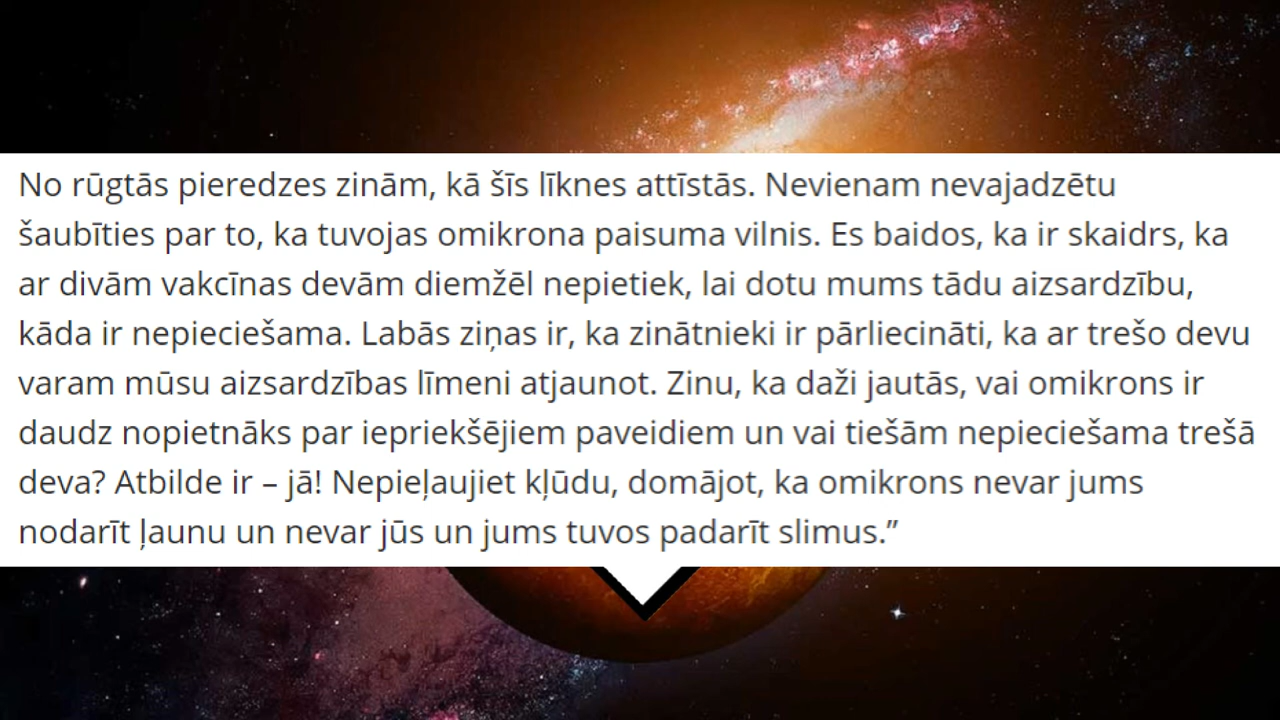 No rūgtās pieredzes zinām, kā šīs līknes attīstās. Nevienam nevajadzētu
šaubīties par to, ka tuvojas omikrona paisuma vilnis. Es baidos, ka ir skaidrs, ka
ar divām vakcīnas devām diemžēl nepietiek, lai dotu mums tādu aizsardzību,
kāda ir nepieciešama. Labās ziņas ir, ka zinātnieki ir pārliecināti, ka ar trešo devu
varam mūsu aizsardzības līmeni atjaunot. Zinu, ka daži jautās, vai omikrons ir
daudz nopietnāks par iepriekšējiem paveidiem un vai tiešām nepieciešama trešā
deva? Atbilde ir – jā! Nepieļaujiet kļūdu, domājot, ka omikrons nevar jums
nodarīt ļaunu un nevar jūs un jums tuvos padarīt slimus.”